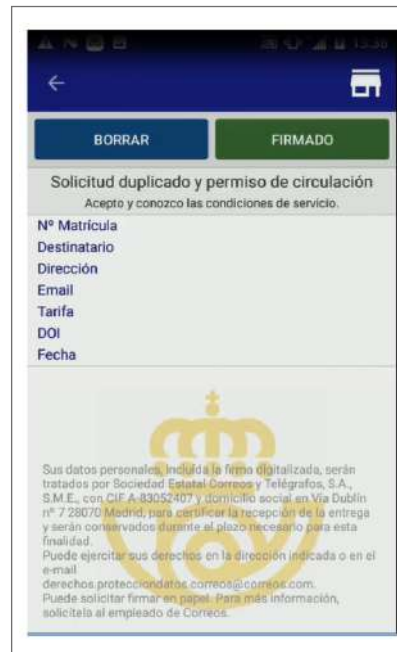 15:36
BORRAR
FIRMADO
Solicitud duplicado y permiso de circulación
Acepto y conozco las condiciones de servicio.
Nº Matrícula
Destinatario
Dirección
Email
Tarifa
DOI
Fecha
Sus datos personales, incluida la firma digitalizada, serán
tratados por Sociedad Estatal Correos y Telégrafos, S.A.,
S.M.E., con CIF A-83052407 y domicilio social en Vía Dublín
nº 7 28070 Madrid, para certificar la recepción de la entrega
y serán conservados durante el plazo necesario para esta
finalidad.
Puede ejercitar sus derechos en la dirección indicada o en el
e-mail
derechos.protecciondatos.correos@correos.com.
Puede solicitar firmar en papel. Para más información,
solicítela al empleado de Correos.